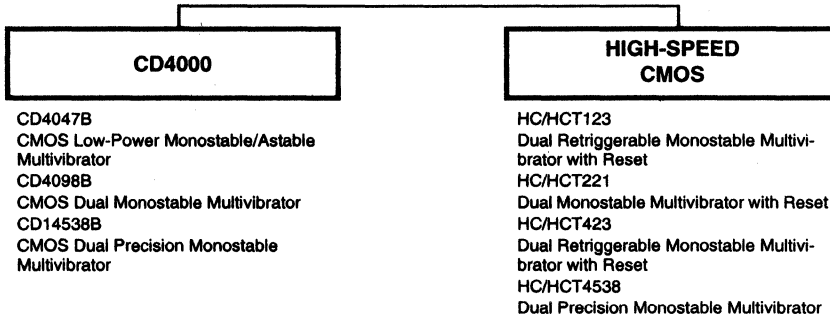 CD4000
CD4047B
CMOS Low-Power Monostable/Astable
Multivibrator
CD4098B
CMOS Dual Monostable Multivibrator
CD14538B
CMOS Dual Precision Monostable
Multivibrator
HIGH-SPEED
CMOS
HC/HCT123
Dual Retriggerable Monostable Multivi-
brator with Reset
HC/HCT221
Dual Monostable Multivibrator with Reset
HC/HCT423
Dual Retriggerable Monostable Multivi-
brator with Reset
HC/HCT4538
Dual Precision Monostable Multivibrator